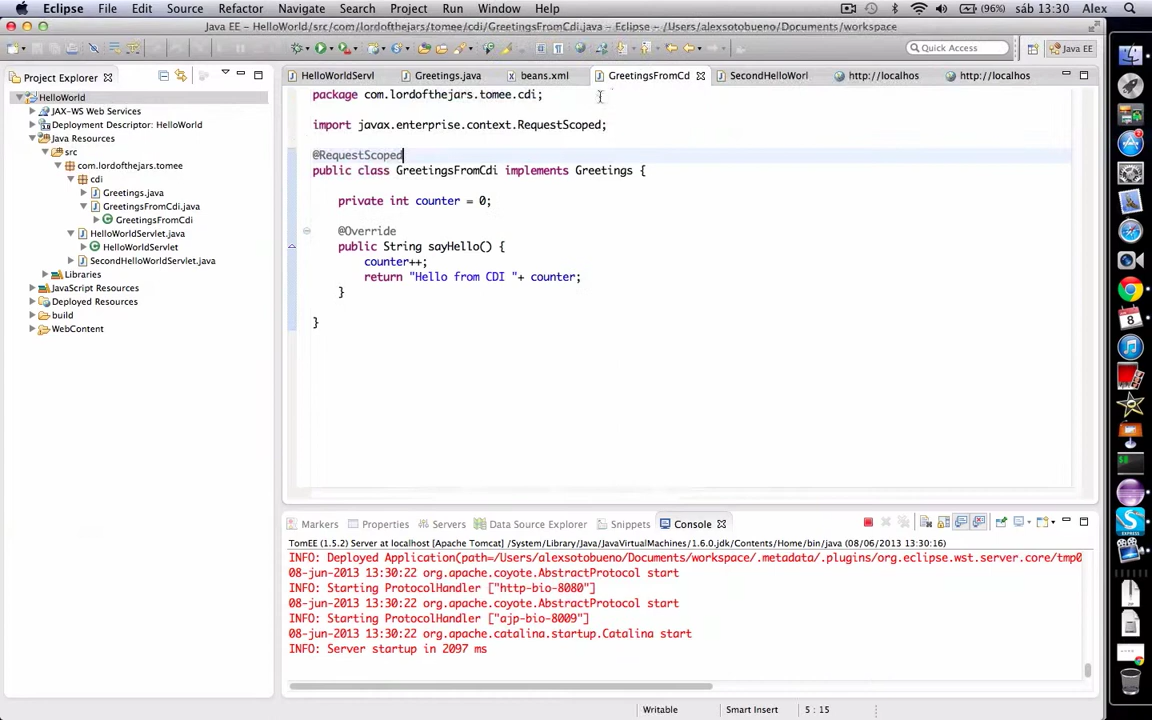 Eclipse File Edit Source Refactor Navigate Search Project Run Window Help (96%) sáb 13:30 Alex
Java EE - HelloWorld/src/com/lordofthejars/tomee/cdi/GreetingsFromCdi.java - Eclipse - /Users/alexsotobueno/Documents/workspace
Quick Access Java EE
Project Explorer
HelloWorld
JAX-WS Web Services
Deployment Descriptor: HelloWorld
Java Resources
src
com.lordofthejars.tomee
cdi
Greetings.java
GreetingsFromCdi.java
GreetingsFromCdi
HelloWorldServlet.java
HelloWorldServlet
SecondHelloWorldServlet.java
Libraries
JavaScript Resources
Deployed Resources
build
WebContent
HelloWorldServl Greetings.java beans.xml GreetingsFromCd SecondHelloWorl http://localhos http://localhos
package com.lordofthejars.tomee.cdi;
import javax.enterprise.context.RequestScoped;
@RequestScoped
public class GreetingsFromCdi implements Greetings {
private int counter = 0;
@Override
public String sayHello() {
counter++;
return "Hello from CDI "+ counter;
}
}
Markers Properties Servers Data Source Explorer Snippets Console
TomEE (1.5.2) Server at localhost [Apache Tomcat] /System/Library/Java/JavaVirtualMachines/1.6.0.jdk/Contents/Home/bin/java (08/06/2013 13:30:16)
INFO: Deployed Application(path=/Users/alexsotobueno/Documents/workspace/.metadata/.plugins/org.eclipse.wst.server.core/tmp0
08-jun-2013 13:30:22 org.apache.coyote.AbstractProtocol start
INFO: Starting ProtocolHandler ["http-bio-8080"]
08-jun-2013 13:30:22 org.apache.coyote.AbstractProtocol start
INFO: Starting ProtocolHandler ["ajp-bio-8009"]
08-jun-2013 13:30:22 org.apache.catalina.startup.Catalina start
INFO: Server startup in 2097 ms
Writable Smart Insert 5 : 15